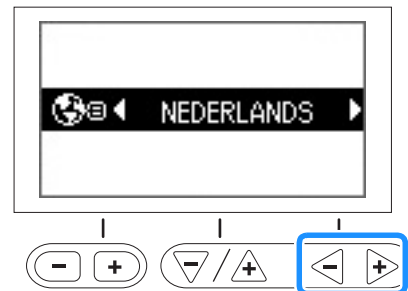 NEDERLANDS
- + - / + - +